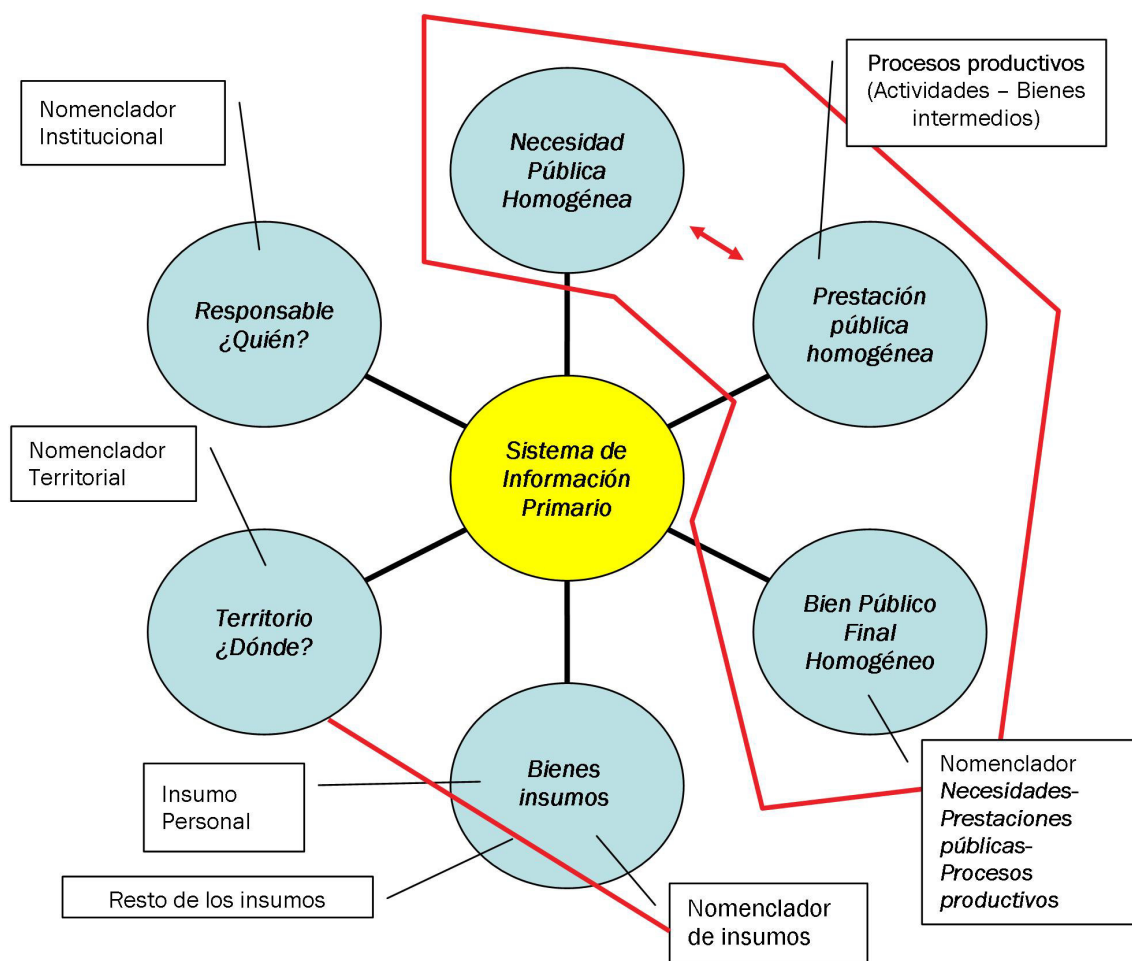 Procesos productivos
(Actividades – Bienes
intermedios)
Nomenclador
Institucional
Necesidad
Pública
Homogénea
Responsable
¿Quién?
Prestación
pública
homogénea
Nomenclador
Territorial
Sistema de
Información
Primario
Territorio
¿Dónde?
Bien Público
Final
Homogéneo
Bienes
insumos
Insumo
Personal
Nomenclador
Necesidades-
Prestaciones
públicas-
Procesos
productivos
Resto de los insumos
Nomenclador
de insumos